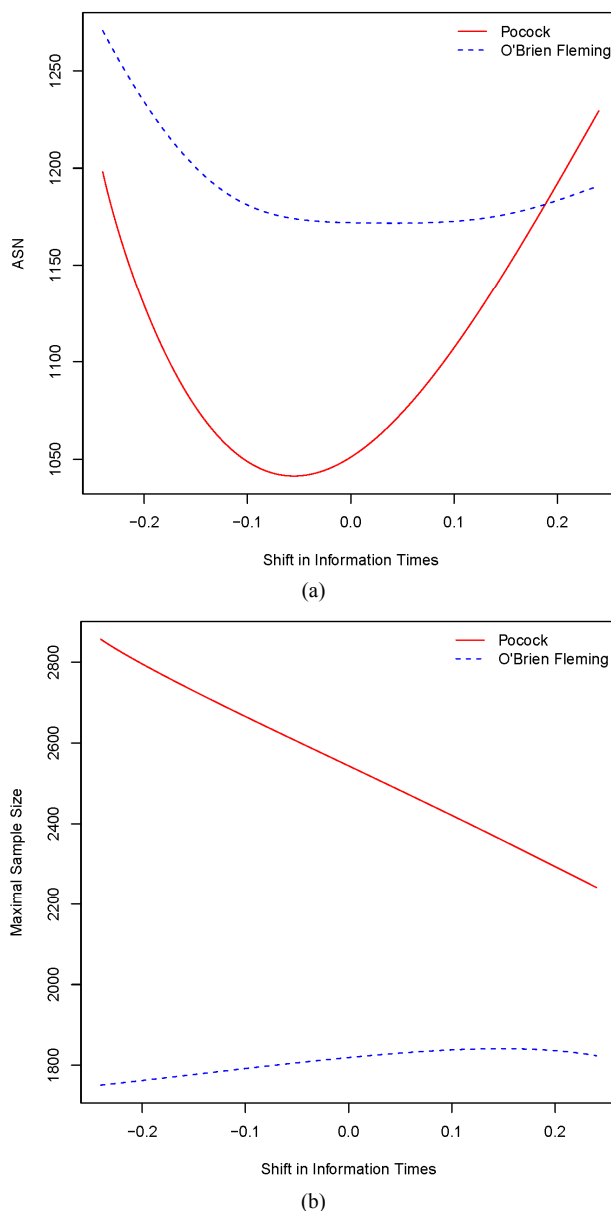 Pocock
O'Brien Fleming
ASN
1250
1200
1150
1100
1050
−0.2 −0.1 0.0 0.1 0.2
Shift in Information Times
(a)
Pocock
O'Brien Fleming
Maximal Sample Size
2800
2600
2400
2200
2000
1800
−0.2 −0.1 0.0 0.1 0.2
Shift in Information Times
(b)